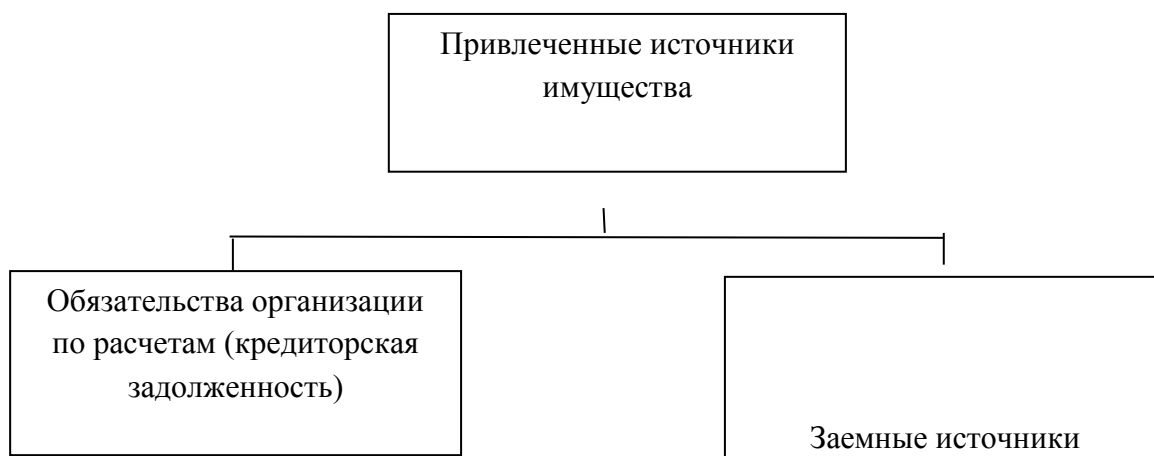 Привлеченные источники
имущества
Обязательства организации
по расчетам (кредиторская
задолженность)
Заемные источники